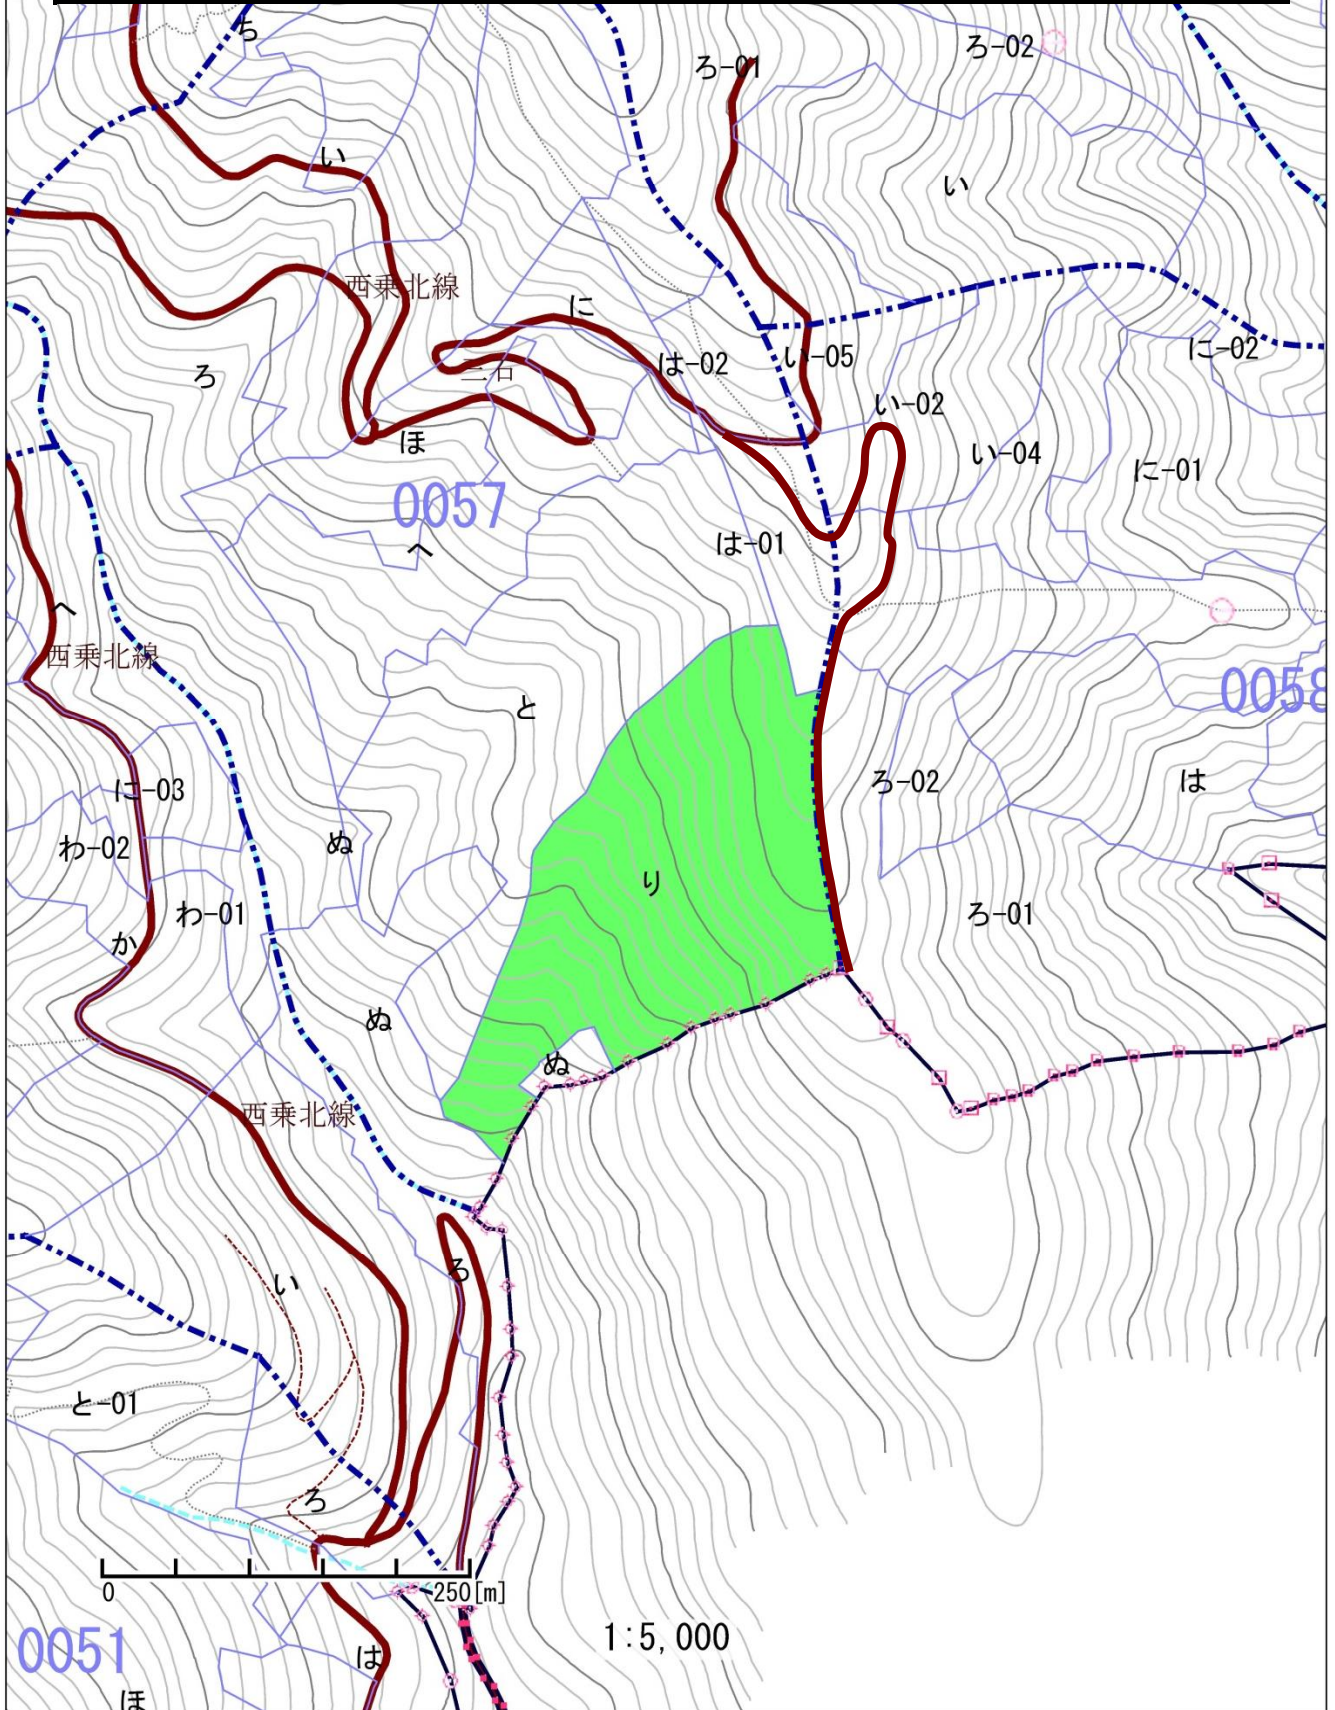 ち
ろ-01
ろ-02
い
い
西乗北線
に
は-02
い-05
に-02
三石
ろ
い-02
ほ
い-04
に-01
0057
へ
は-01
へ
西乗北線
0058
と
に-03
ろ-02
は
わ-02
ぬ
り
わ-01
ろ-01
か
ぬ
ぬ
西乗北線
ろ
い
と-01
ろ
0
250[m]
1:5,000
0051
は
ほ